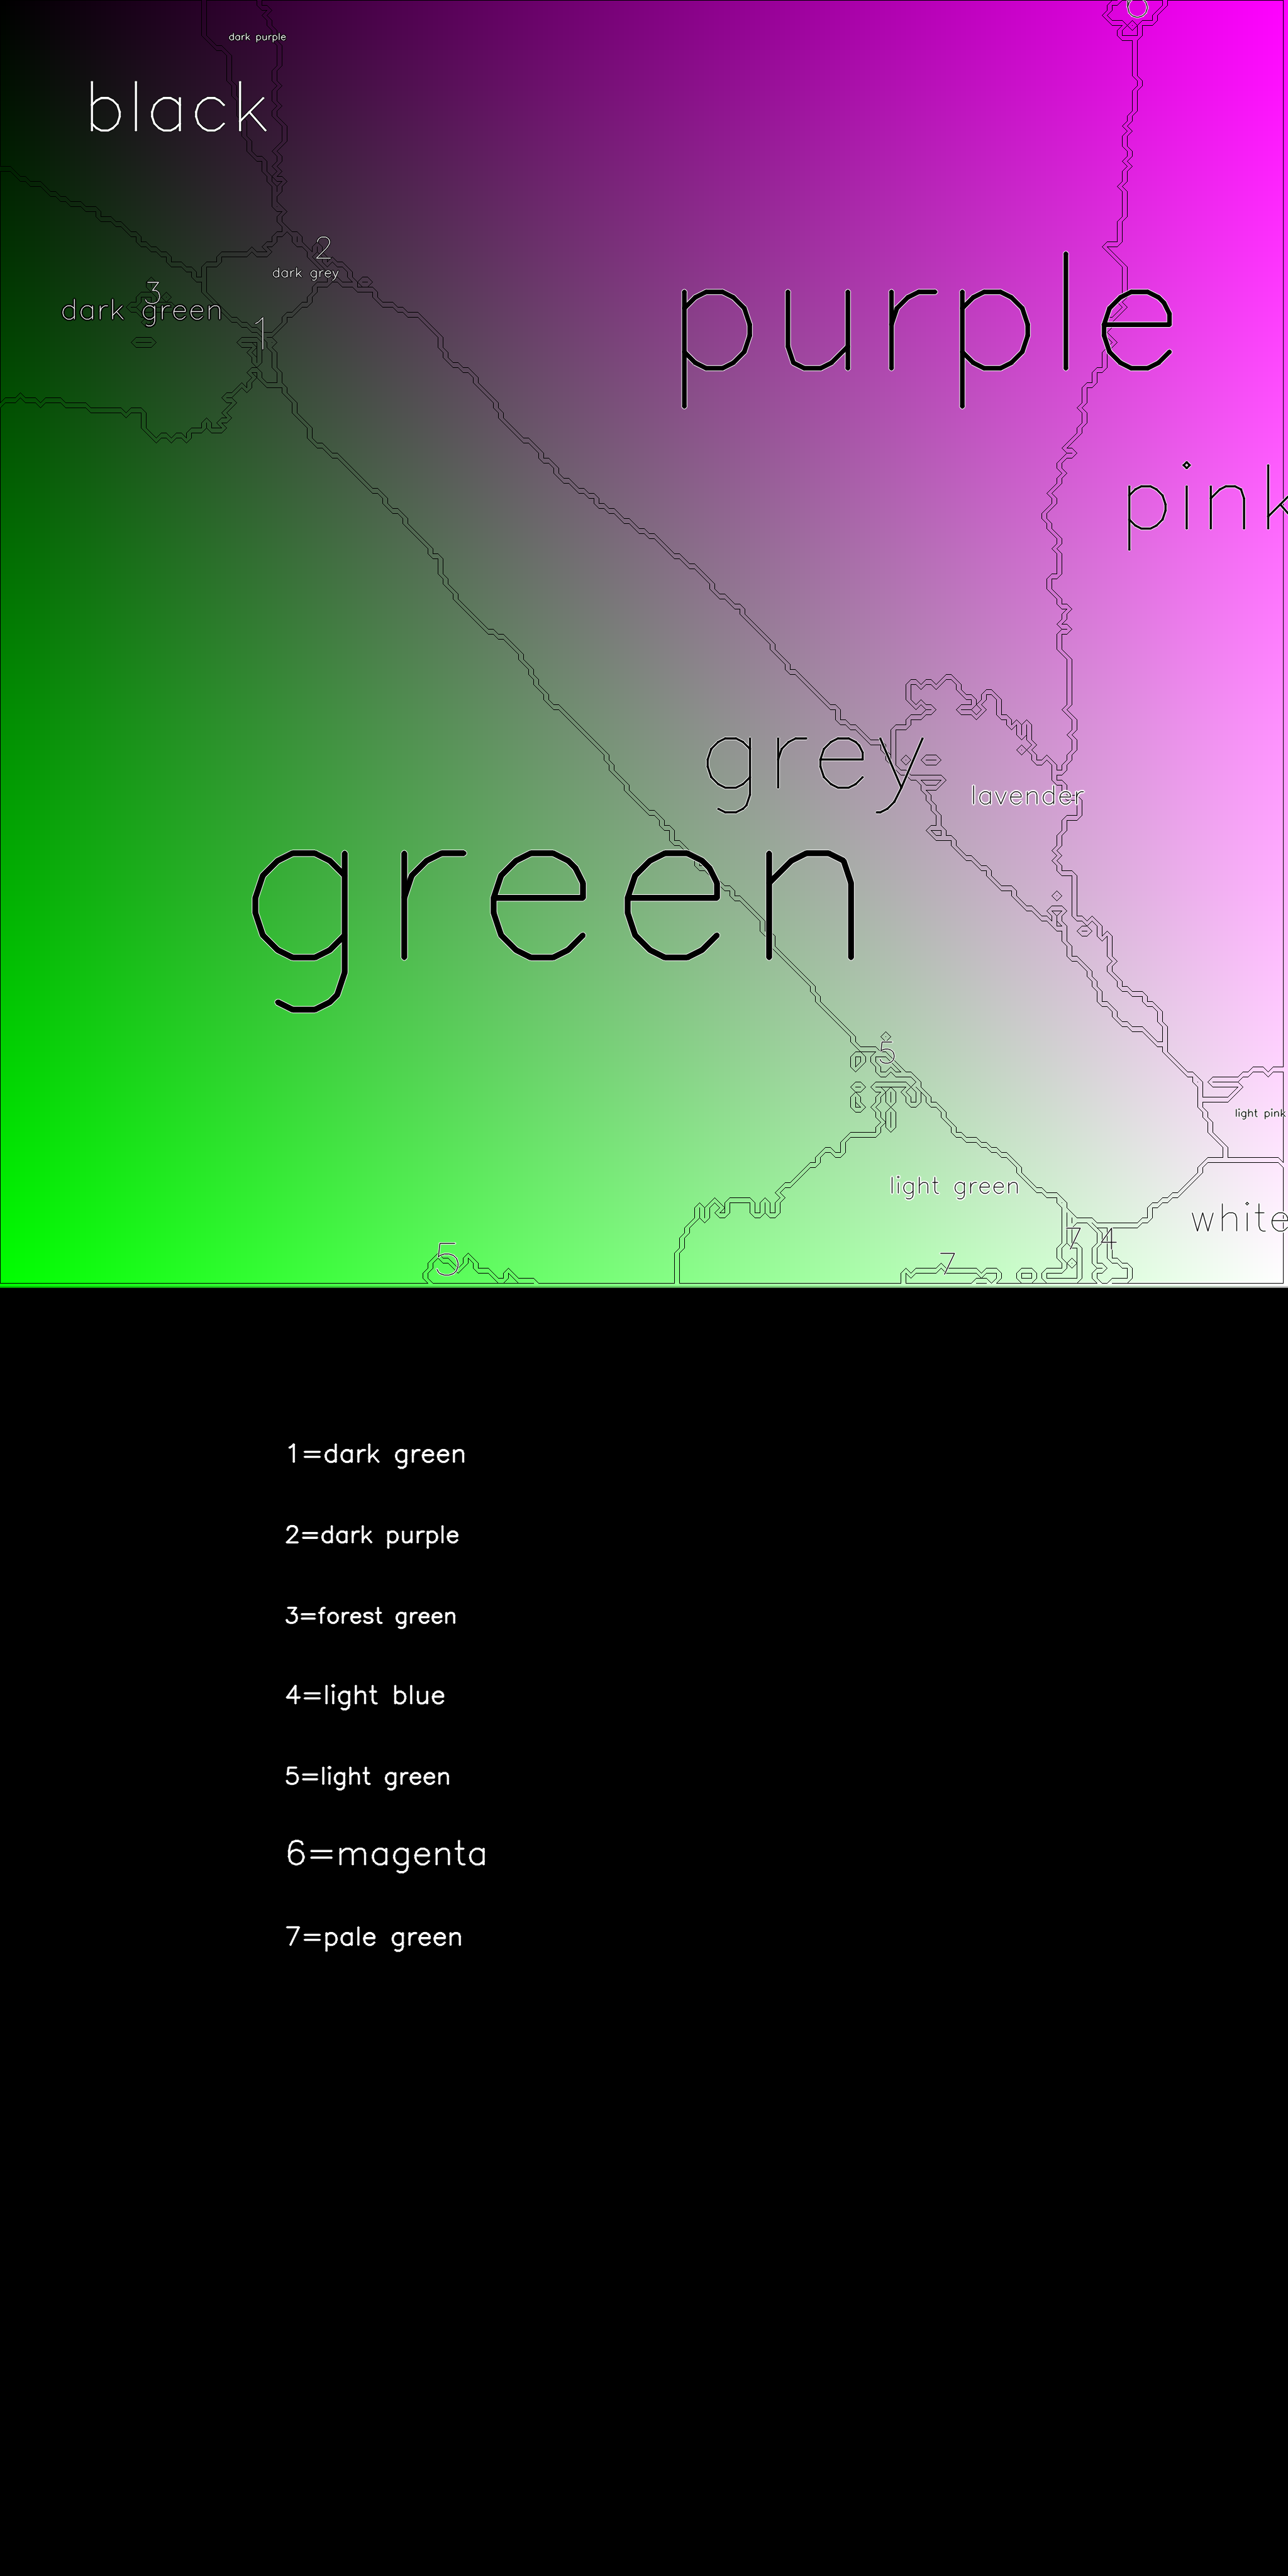 dark purple
black
2
dark grey
3
dark green
1
purple
pink
grey
lavender
green
5
light pink
light green
white
7 4
5
7
1=dark green
2=dark purple
3=forest green
4=light blue
5=light green
6=magenta
7=pale green